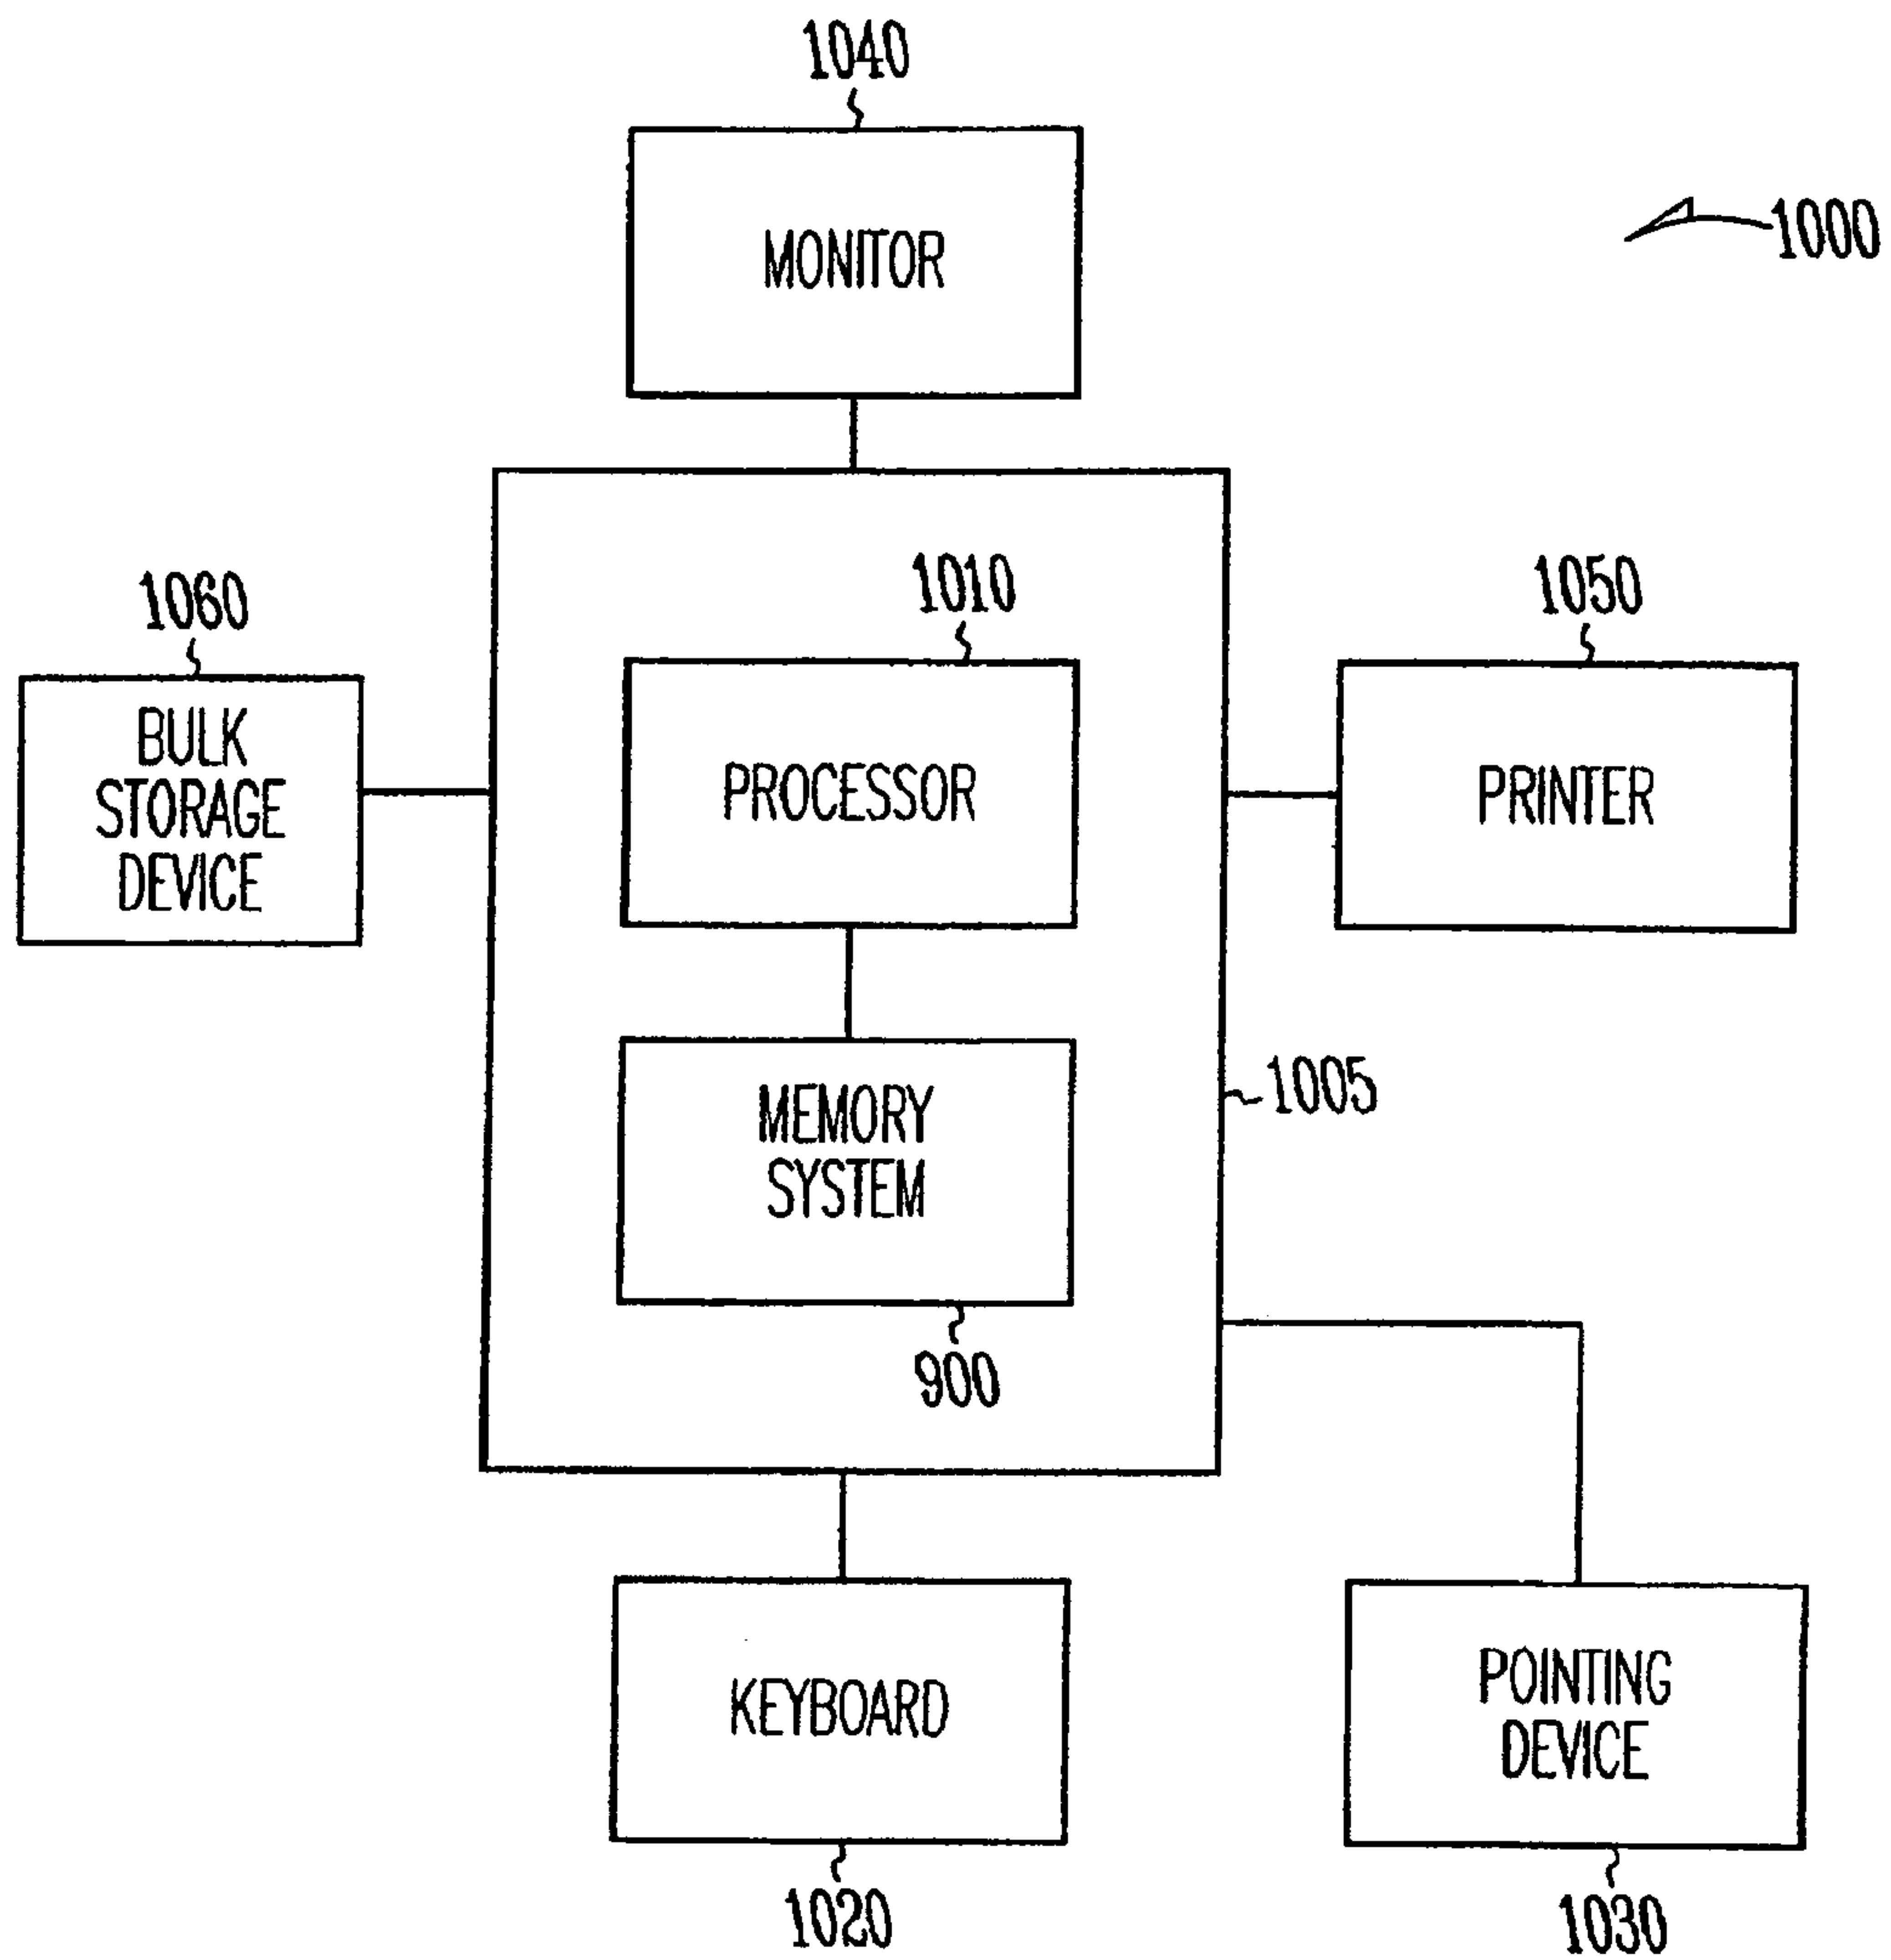 1040
MONITOR
1000
1060
BULK
STORAGE
DEVICE
1010
PROCESSOR
1050
PRINTER
MEMORY
SYSTEM
900
1005
KEYBOARD
1020
POINTING
DEVICE
1030